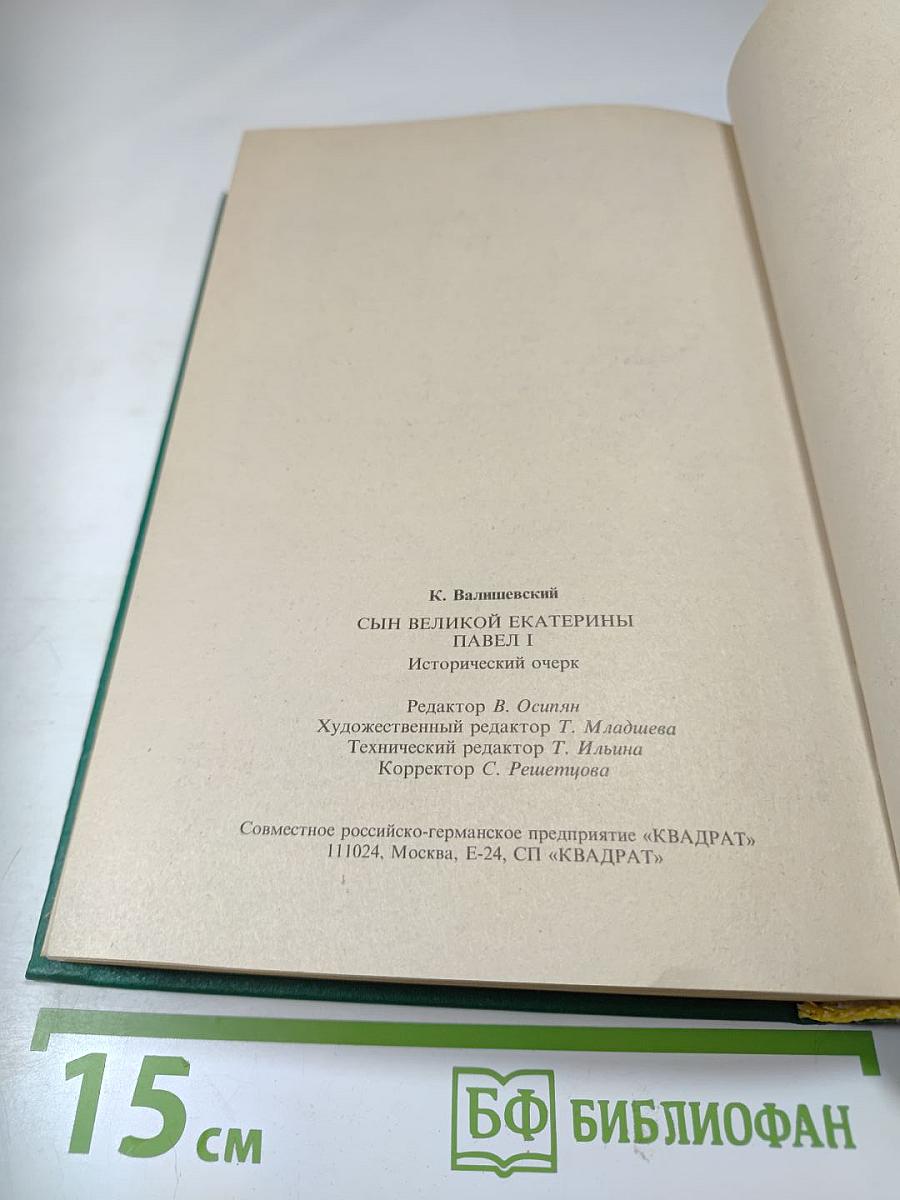 К. Валишевский
СЫН ВЕЛИКОЙ ЕКАТЕРИНЫ
ПАВЕЛ I
Исторический очерк
Редактор В. Осипян
Художественный редактор Т. Младшева
Технический редактор Т. Ильина
Корректор С. Решетцова
Совместное российско-германское предприятие «КВАДРАТ»
111024, Москва, Е-24, СП «КВАДРАТ»
15 см
БФ БИБЛИОФАН